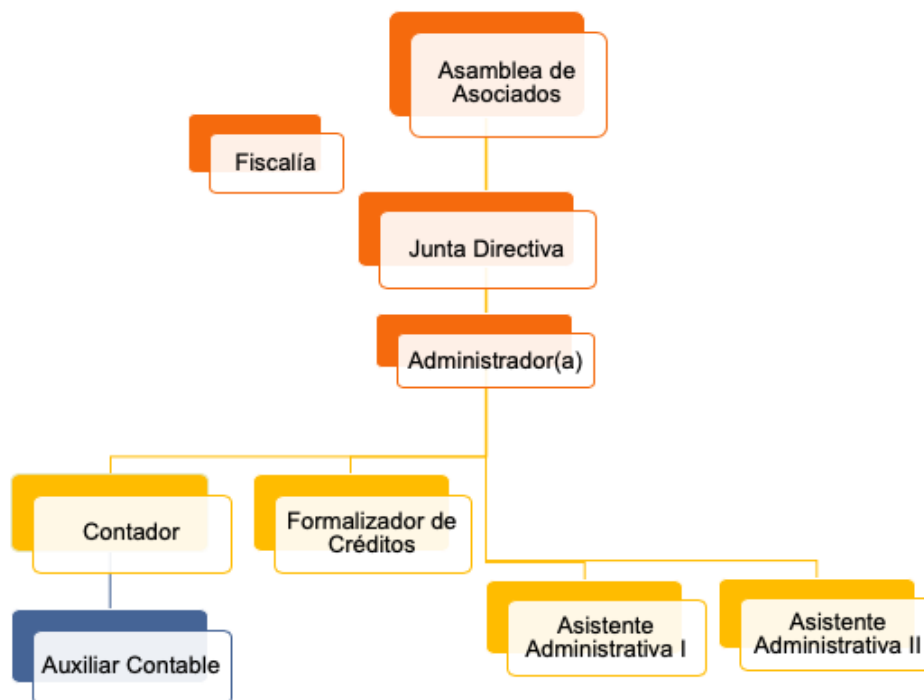 Asamblea de
Asociados
Fiscalía
Junta Directiva
Administrador(a)
Contador
Formalizador de
Créditos
Asistente
Administrativa I
Asistente
Administrativa II
Auxiliar Contable